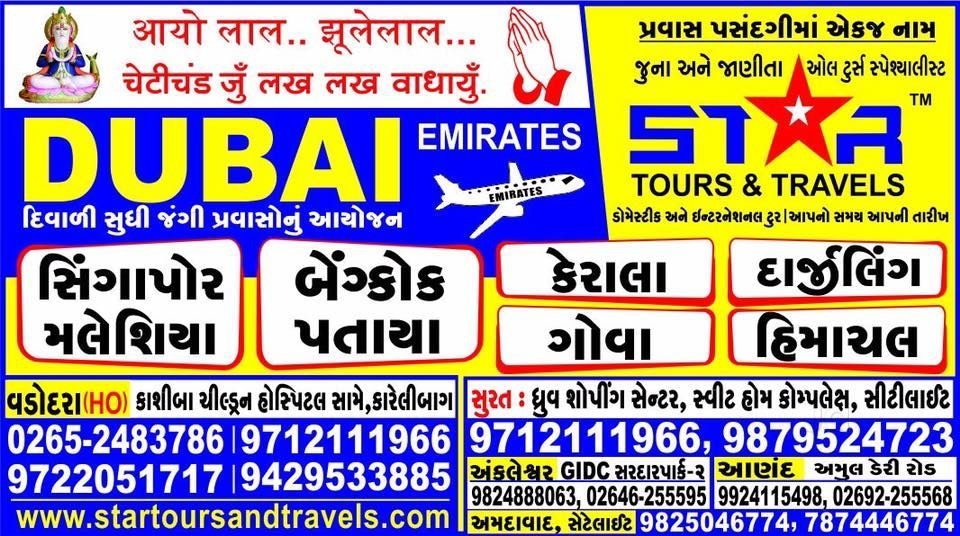 આયો લાલ.. ઝૂલેલાલ...
ચેટીચંડ જું લખ લખ વાધાયું.
DUBAI
EMIRATES
EMIRATES
દિવાળી સુધી જંગી પ્રવાસોનું આયોજન
પ્રવાસ પસંદગીમાં એકજ નામ
જુના અને જાણીતા ઓલ ટુર્સ સ્પેશ્યાલીસ્ટ
STAR TM
TOURS & TRAVELS
ડોમેસ્ટીક અને ઇન્ટરનેશનલ ટુર|આપનો સમય આપની તારીખ
સિંગાપોર
મલેશિયા
બેંગ્કોક
પતાયા
કેરાલા
દાર્જીલિંગ
ગોવા
હિમાચલ
વડોદરા(HO) કાશીબા ચીલ્ડ્રન હોસ્પિટલ સામે,કારેલીબાગ
0265-2483786|9712111966
9722051717|9429533885
www.startoursandtravels.com
સુરત : ધ્રુવ શોપીંગ સેન્ટર, સ્વીટ હોમ કોમ્પલેક્ષ, સીટીલાઈટ
9712111966, 9879524723
અંકલેશ્વર GIDC સરદારપાર્ક-૨
9824888063, 02646-255595
આણંદ અમુલ ડેરી રોડ
9924115498, 02692-255568
અમદાવાદ, સેટેલાઈટ 9825046774, 7874446774